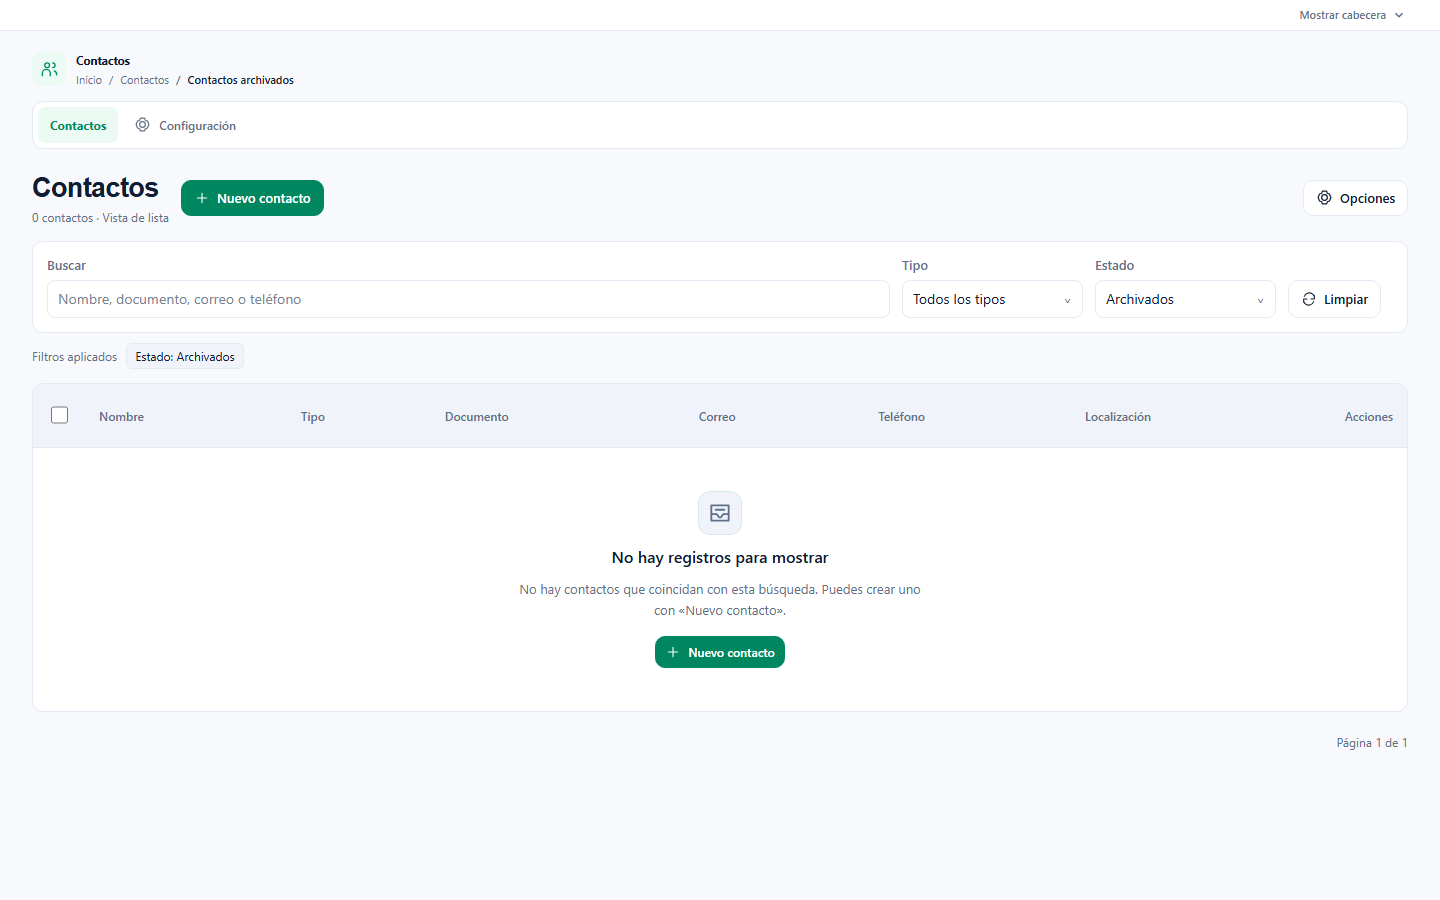 Mostrar cabecera
Contactos
Inicio / Contactos / Contactos archivados
Contactos
Configuración
Contactos
Nuevo contacto
0 contactos · Vista de lista
Opciones
Buscar
Tipo
Estado
Nombre, documento, correo o teléfono
Todos los tipos
Archivados
Limpiar
Filtros aplicados
Estado: Archivados
Nombre
Tipo
Documento
Correo
Teléfono
Localización
Acciones
No hay registros para mostrar
No hay contactos que coincidan con esta búsqueda. Puedes crear uno
con «Nuevo contacto».
Nuevo contacto
Página 1 de 1